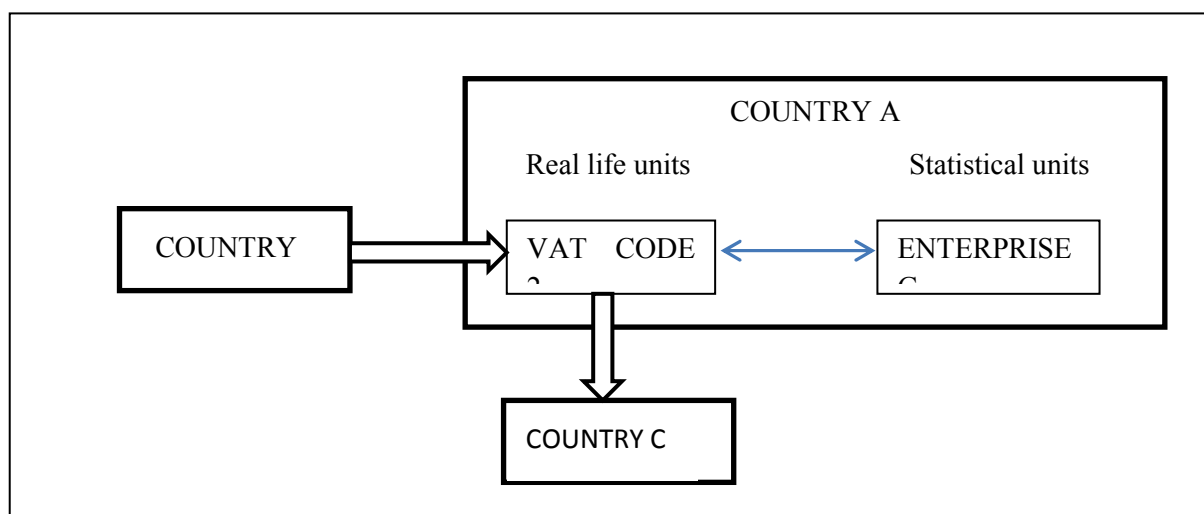 COUNTRY A
Real life units
Statistical units
COUNTRY
VAT CODE
ENTERPRISE
COUNTRY C